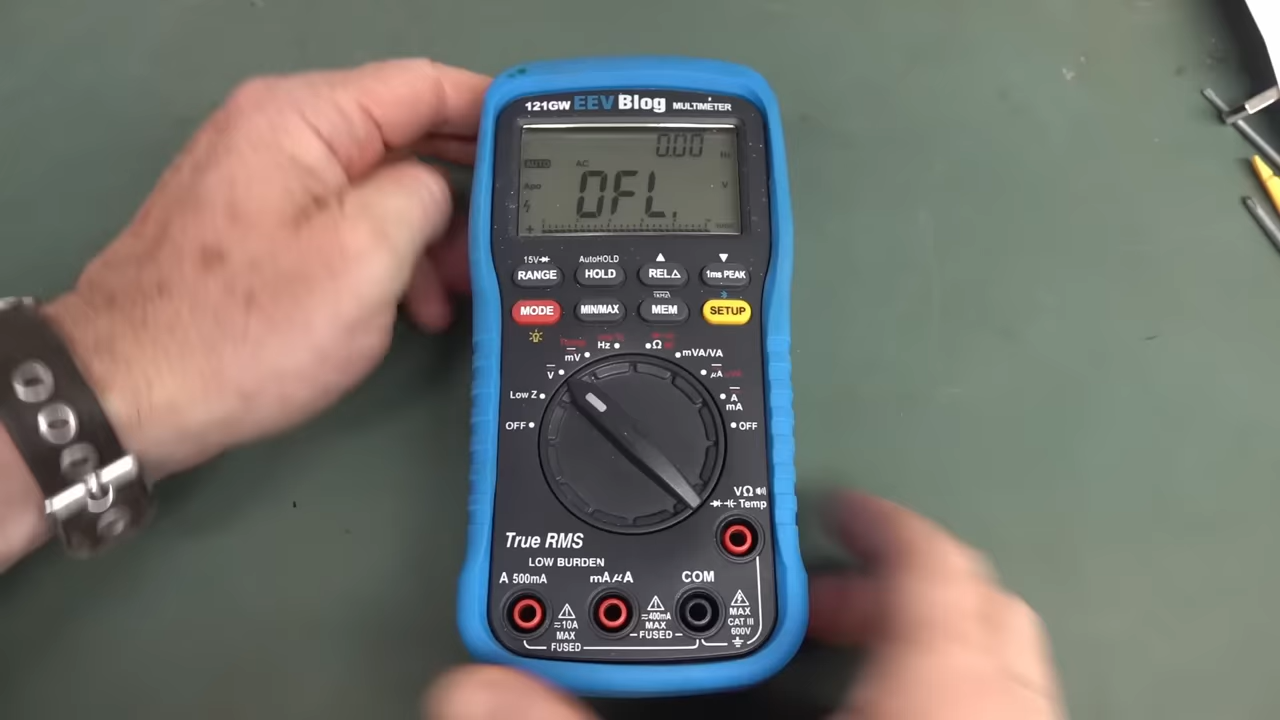 121GW EEVBlog MULTIMETER
0.00 Hz
AUTO AC
Apo OFL. V
15V AutoHOLD ▲ ▼
RANGE HOLD REL△ 1ms PEAK
MODE MIN/MAX MEM SETUP
Hz Ω
mV mVA/VA
V µA
Low Z A
mA
OFF OFF
VΩ
Temp
True RMS
LOW BURDEN
A 500mA mAµA COM
≂10A
MAX
FUSED
≂400mA
MAX
FUSED
MAX
CAT III
600V